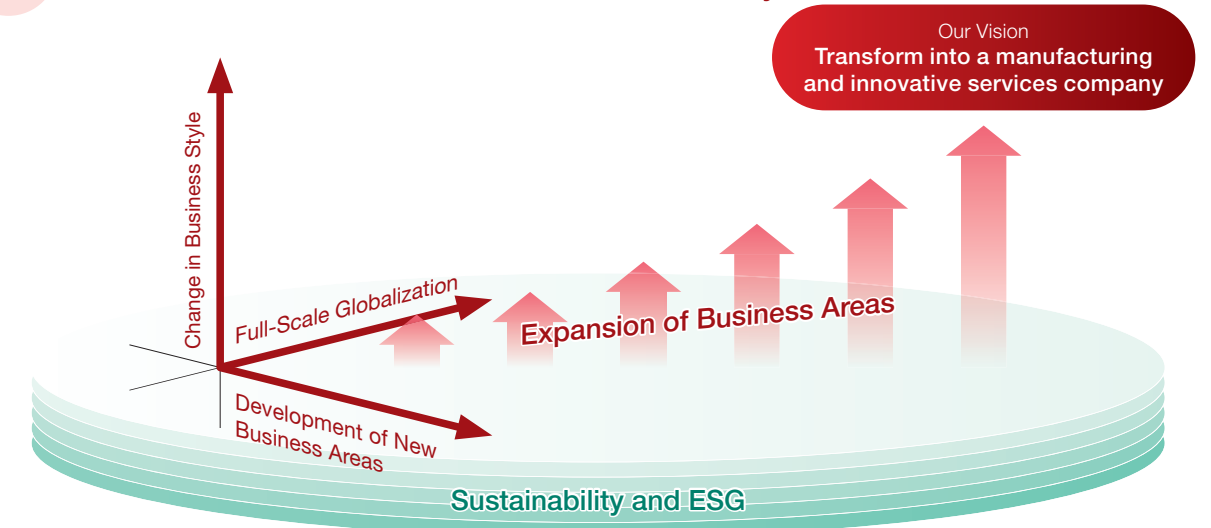 Our Vision
Transform into a manufacturing
and innovative services company
Change in Business Style
Full-Scale Globalization
Expansion of Business Areas
Development of New
Business Areas
Sustainability and ESG